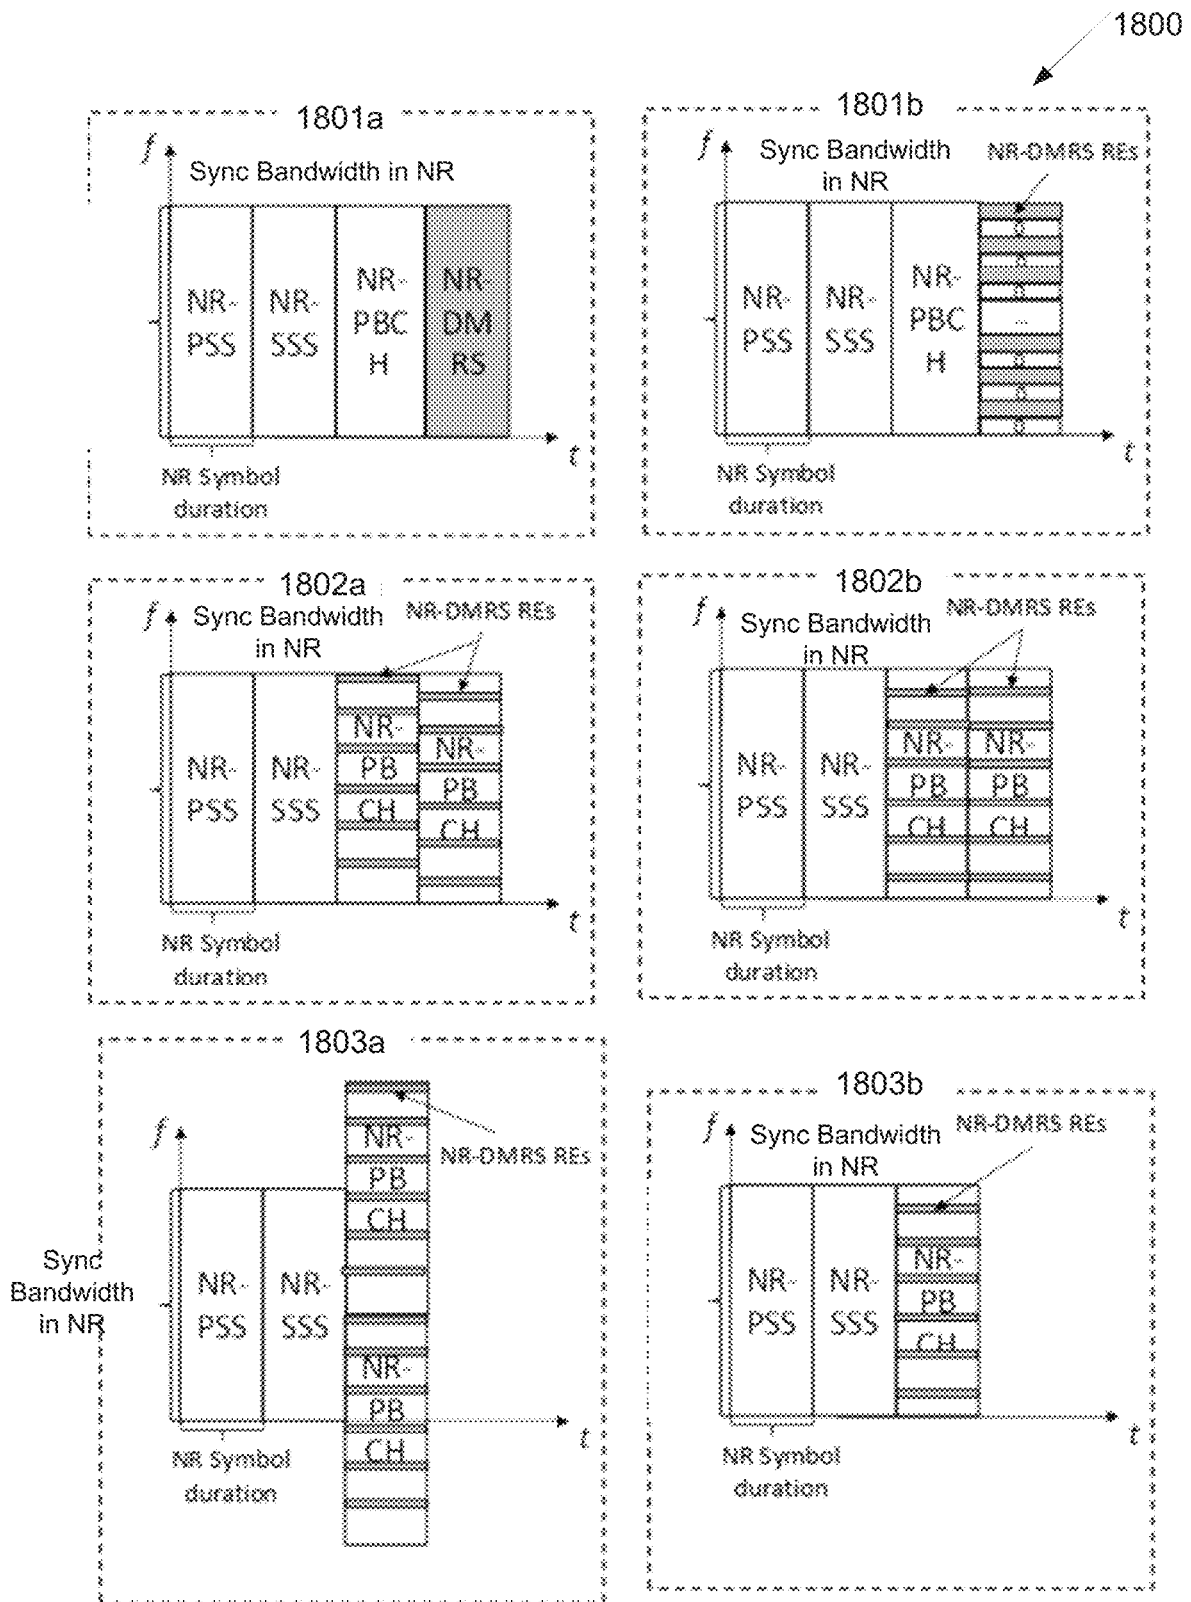 1800
1801a
f
Sync Bandwidth in NR
NR-
PSS
NR-
SSS
NR-
PBC
H
NR-
DM
RS
t
NR Symbol
duration
1801b
f
Sync Bandwidth
in NR
NR-DMRS REs
NR-
PSS
NR-
SSS
NR-
PBC
H
...
t
NR Symbol
duration
1802a
f
Sync Bandwidth
in NR
NR-DMRS REs
NR-
PSS
NR-
SSS
NR-
PB
CH
NR-
PB
CH
t
NR Symbol
duration
1802b
f
Sync Bandwidth
in NR
NR-DMRS REs
NR-
PSS
NR-
SSS
NR-
PB
CH
NR-
PB
CH
t
NR Symbol
duration
1803a
f
NR-DMRS REs
Sync
Bandwidth
in NR
NR-
PSS
NR-
SSS
NR-
PB
CH
NR-
PB
CH
t
NR Symbol
duration
1803b
f
Sync Bandwidth
in NR
NR-DMRS REs
NR-
PSS
NR-
SSS
NR-
PB
CH
t
NR Symbol
duration